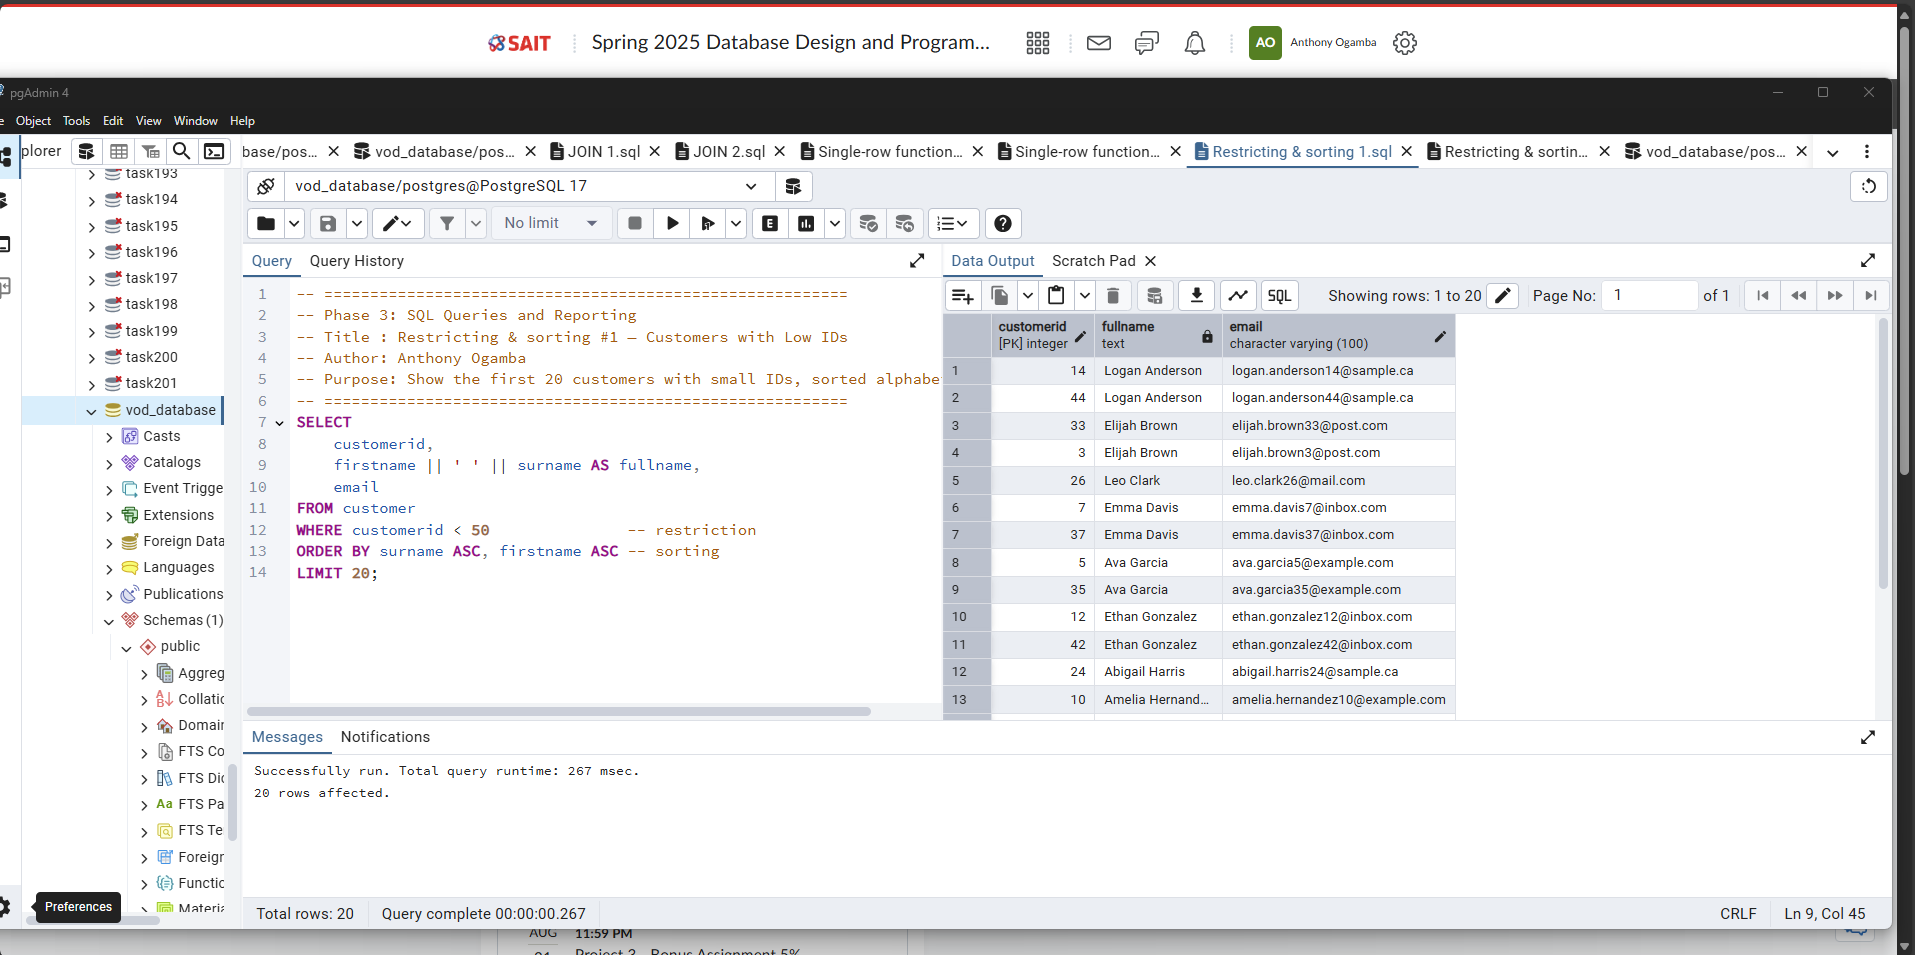 SAIT
Spring 2025 Database Design and Program...
AO
Anthony Ogamba
pgAdmin 4
Object Tools Edit View Window Help
plorer
base/pos...
vod_database/pos...
JOIN 1.sql
JOIN 2.sql
Single-row function...
Single-row function...
Restricting & sorting 1.sql
Restricting & sortin...
vod_database/pos...
vod_database/postgres@PostgreSQL 17
No limit
E
task193
task194
task195
task196
task197
task198
task199
task200
task201
vod_database
Casts
Catalogs
Event Trigge
Extensions
Foreign Data
Languages
Publications
Schemas (1)
public
Aggreg
Collatic
Domair
FTS Co
FTS Dic
Aa FTS Pa
FTS Te
Foreigr
Functic
Materia
Preferences
Query Query History
1 -- =========================================================
2 -- Phase 3: SQL Queries and Reporting
3 -- Title : Restricting & sorting #1 – Customers with Low IDs
4 -- Author: Anthony Ogamba
5 -- Purpose: Show the first 20 customers with small IDs, sorted alphabe
6 -- =========================================================
7 SELECT
8 customerid,
9 firstname || ' ' || surname AS fullname,
10 email
11 FROM customer
12 WHERE customerid < 50 -- restriction
13 ORDER BY surname ASC, firstname ASC -- sorting
14 LIMIT 20;
Data Output Scratch Pad
SQL
Showing rows: 1 to 20
Page No: 1 of 1
customerid [PK] integer
fullname text
email character varying (100)
1 14 Logan Anderson logan.anderson14@sample.ca
2 44 Logan Anderson logan.anderson44@sample.ca
3 33 Elijah Brown elijah.brown33@post.com
4 3 Elijah Brown elijah.brown3@post.com
5 26 Leo Clark leo.clark26@mail.com
6 7 Emma Davis emma.davis7@inbox.com
7 37 Emma Davis emma.davis37@inbox.com
8 5 Ava Garcia ava.garcia5@example.com
9 35 Ava Garcia ava.garcia35@example.com
10 12 Ethan Gonzalez ethan.gonzalez12@inbox.com
11 42 Ethan Gonzalez ethan.gonzalez42@inbox.com
12 24 Abigail Harris abigail.harris24@sample.ca
13 10 Amelia Hernand... amelia.hernandez10@example.com
Messages Notifications
Successfully run. Total query runtime: 267 msec.
20 rows affected.
Total rows: 20
Query complete 00:00:00.267
CRLF
Ln 9, Col 45
AUG 11:59 PM
Project 3 - Bonus Assignment 5%